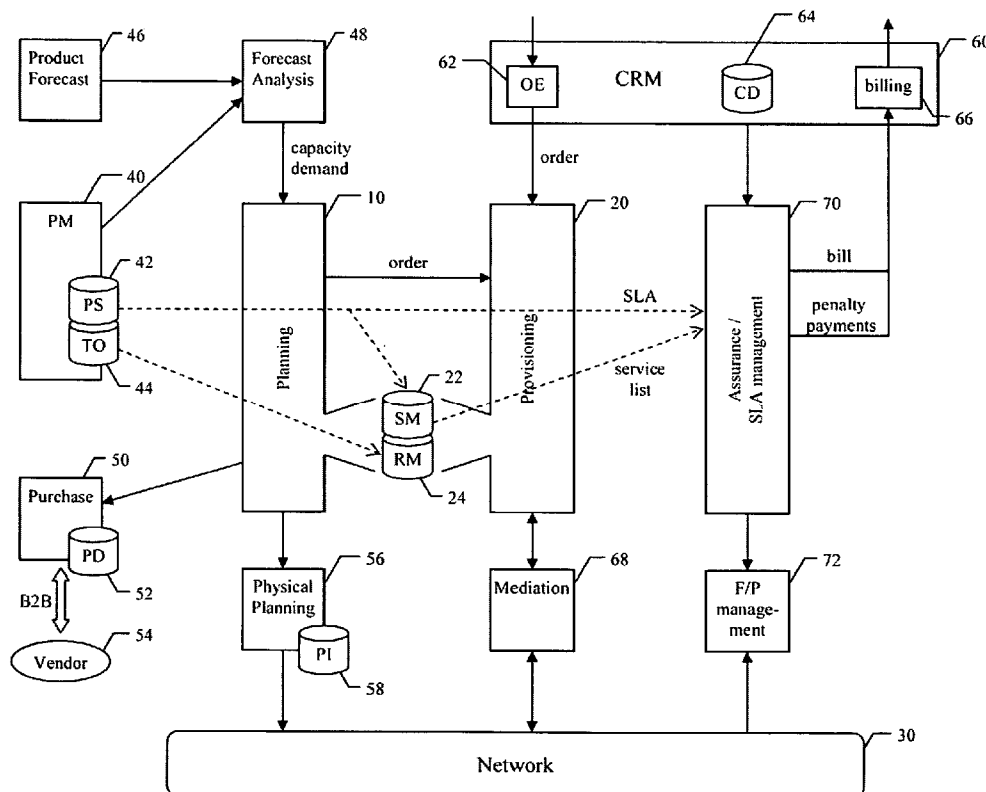 46
Product
Forecast
48
Forecast
Analysis
64
60
62
OE
CRM
CD
billing
66
capacity
demand
order
40
PM
10
20
70
42
PS
TO
44
order
SLA
bill
penalty
payments
Planning
Provisioning
Assurance /
SLA management
service
list
22
SM
RM
24
50
Purchase
PD
52
B2B
54
Vendor
56
Physical
Planning
PI
58
68
Mediation
72
F/P
manage-
ment
30
Network